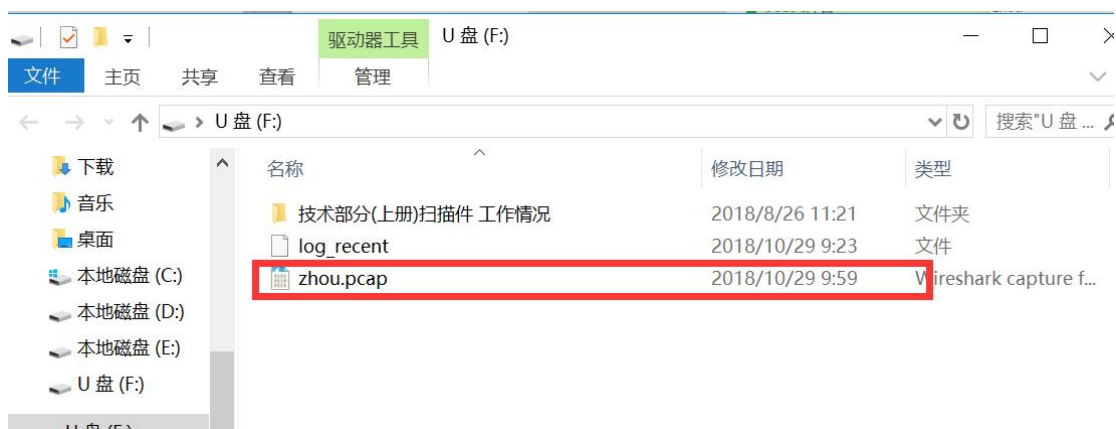 驱动器工具 U 盘 (F:)
文件 主页 共享 查看 管理
U 盘 (F:) 搜索"U 盘 ...
下载
音乐
桌面
本地磁盘 (C:)
本地磁盘 (D:)
本地磁盘 (E:)
U 盘 (F:)
名称 修改日期 类型
技术部分(上册)扫描件 工作情况 2018/8/26 11:21 文件夹
log_recent 2018/10/29 9:23 文件
zhou.pcap 2018/10/29 9:59 Wireshark capture f...